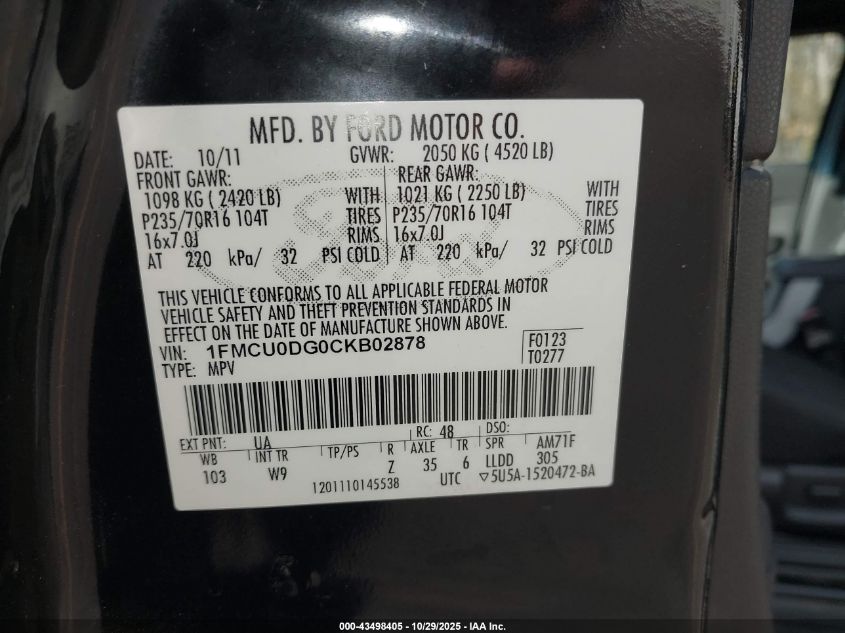 MFD. BY FORD MOTOR CO.
DATE: 10/11 GVWR: 2050 KG ( 4520 LB)
FRONT GAWR: REAR GAWR:
1098 KG ( 2420 LB) WITH 1021 KG ( 2250 LB) WITH
P235/70R16 104T TIRES P235/70R16 104T TIRES
16x7.0J RIMS 16x7.0J RIMS
AT 220 kPa/ 32 PSI COLD AT 220 kPa/ 32 PSI COLD
THIS VEHICLE CONFORMS TO ALL APPLICABLE FEDERAL MOTOR
VEHICLE SAFETY AND THEFT PREVENTION STANDARDS IN
EFFECT ON THE DATE OF MANUFACTURE SHOWN ABOVE.
VIN: 1FMCU0DG0CKB02878 F0123
TYPE: MPV T0277
EXT PNT: UA RC: 48 DSO:
WB INT TR TP/PS R AXLE TR SPR AM71F
103 W9 Z 35 6 LLDD 305
1201110145538 UTC ▽5U5A-1520472-BA
000-43498405 - 10/29/2025 - IAA Inc.